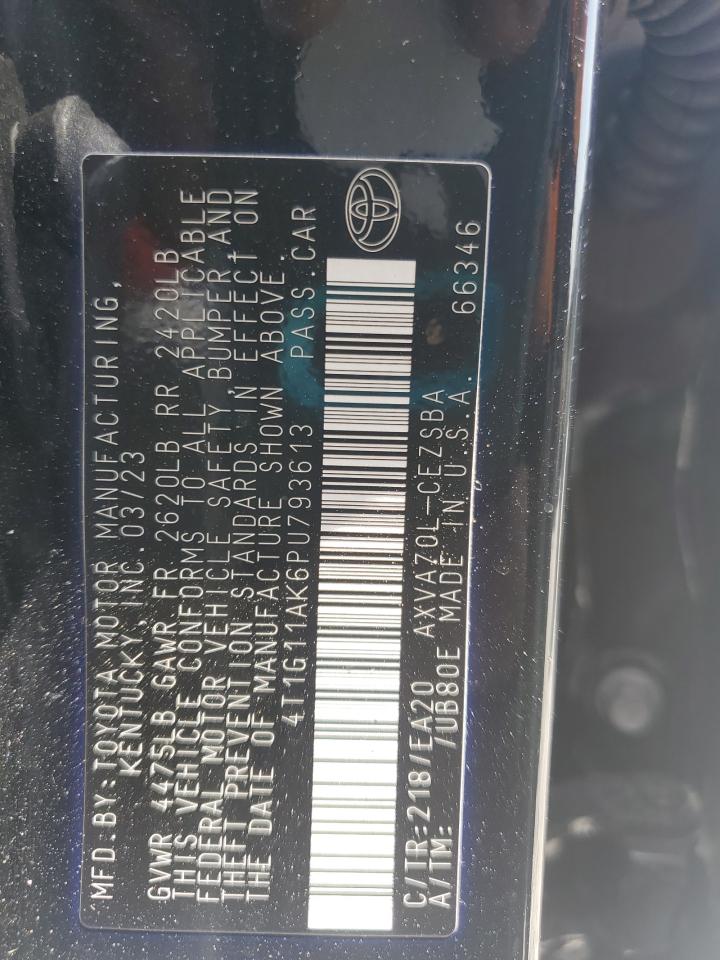 MFD.BY: TOYOTA MOTOR MANUFACTURING,
KENTUCKY, INC. 03/23
GVWR 4475LB GAWR FR 2620LB RR 2420LB
THIS VEHICLE CONFORMS TO ALL APPLICABLE
FEDERAL MOTOR VEHICLE SAFETY, BUMPER, AND
THEFT PREVENTION STANDARDS IN EFFECT ON
THE DATE OF MANUFACTURE SHOWN ABOVE.
4T1G11AK6PU793613 PASS.CAR
C/TR:218/EA20 AXVA70L-CEZSBA
A/TM: /UB80E MADE IN U.S.A. 66346